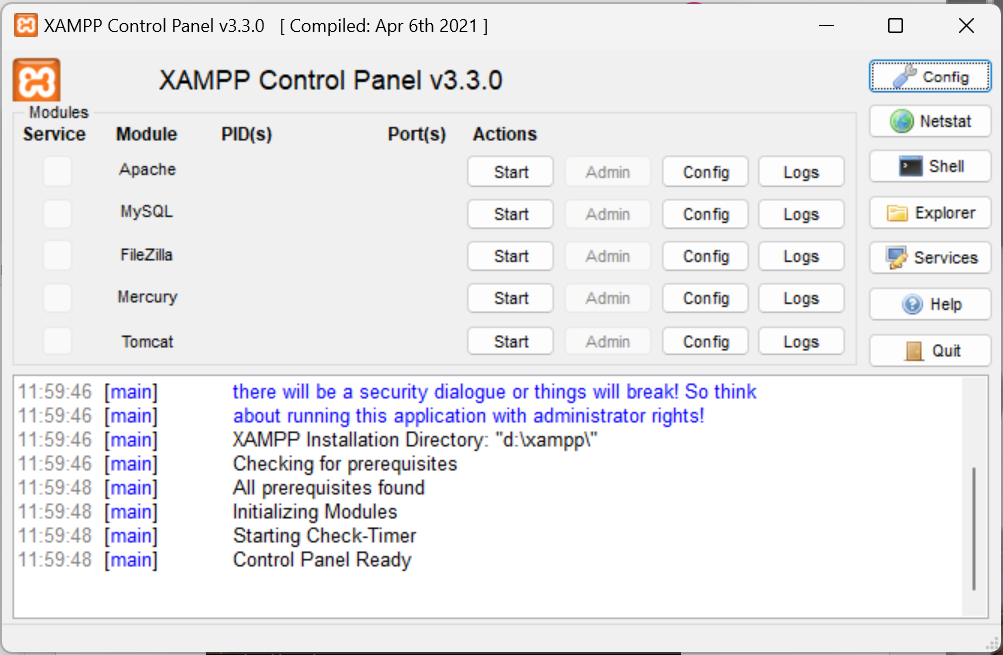 XAMPP Control Panel v3.3.0 [ Compiled: Apr 6th 2021 ]
XAMPP Control Panel v3.3.0
Config
Modules
Service Module PID(s) Port(s) Actions
Netstat
Apache Start Admin Config Logs
Shell
MySQL Start Admin Config Logs
Explorer
FileZilla Start Admin Config Logs
Services
Mercury Start Admin Config Logs
Help
Tomcat Start Admin Config Logs
Quit
11:59:46 [main] there will be a security dialogue or things will break! So think
11:59:46 [main] about running this application with administrator rights!
11:59:46 [main] XAMPP Installation Directory: "d:\xampp\"
11:59:46 [main] Checking for prerequisites
11:59:48 [main] All prerequisites found
11:59:48 [main] Initializing Modules
11:59:48 [main] Starting Check-Timer
11:59:48 [main] Control Panel Ready